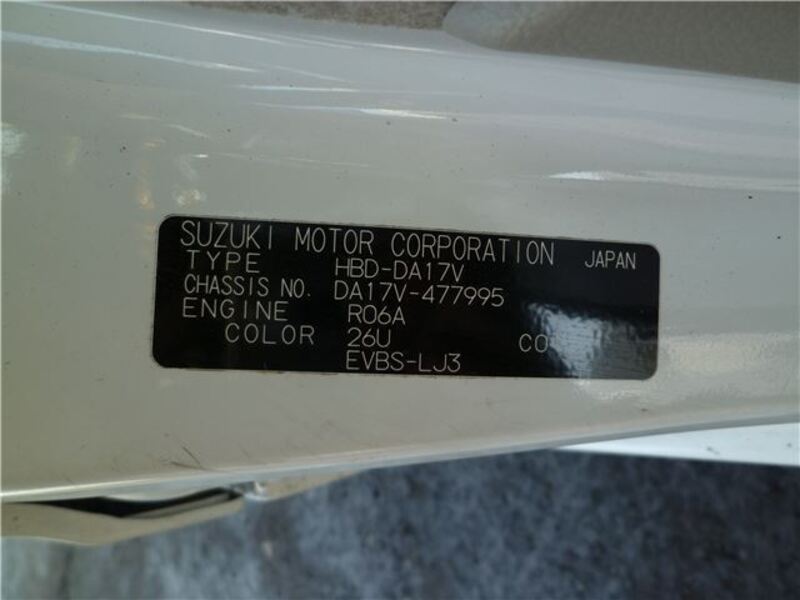 SUZUKI MOTOR CORPORATION JAPAN
TYPE HBD-DA17V
CHASSIS NO. DA17V-477995
ENGINE R06A
COLOR 26U CO
EVBS-LJ3